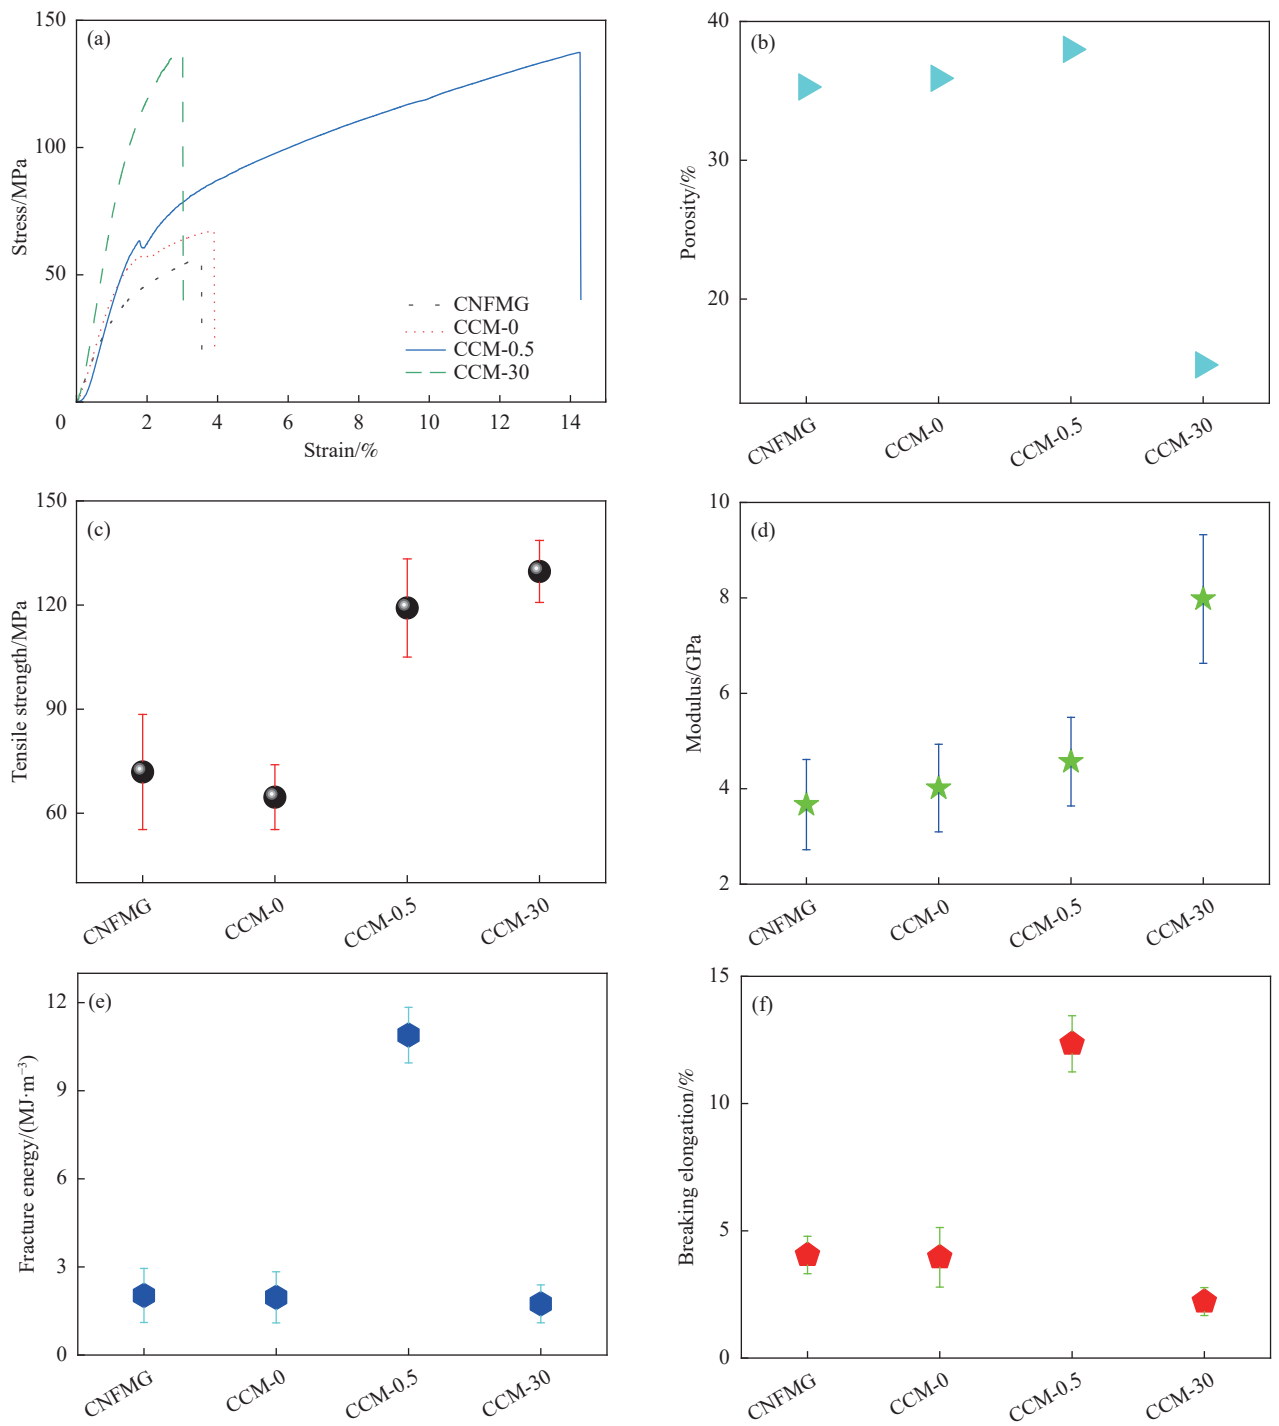 (a)
150
100
50
0
2
4
6
8
10
12
14
Stress/MPa
Strain/%
CNFMG
CCM-0
CCM-0.5
CCM-30
(b)
40
30
20
Porosity/%
CNFMG
CCM-0
CCM-0.5
CCM-30
(c)
150
120
90
60
Tensile strength/MPa
CNFMG
CCM-0
CCM-0.5
CCM-30
(d)
10
8
6
4
2
Modulus/GPa
CNFMG
CCM-0
CCM-0.5
CCM-30
(e)
12
9
6
3
0
Fracture energy/(MJ·m⁻³)
CNFMG
CCM-0
CCM-0.5
CCM-30
(f)
15
10
5
0
Breaking elongation/%
CNFMG
CCM-0
CCM-0.5
CCM-30